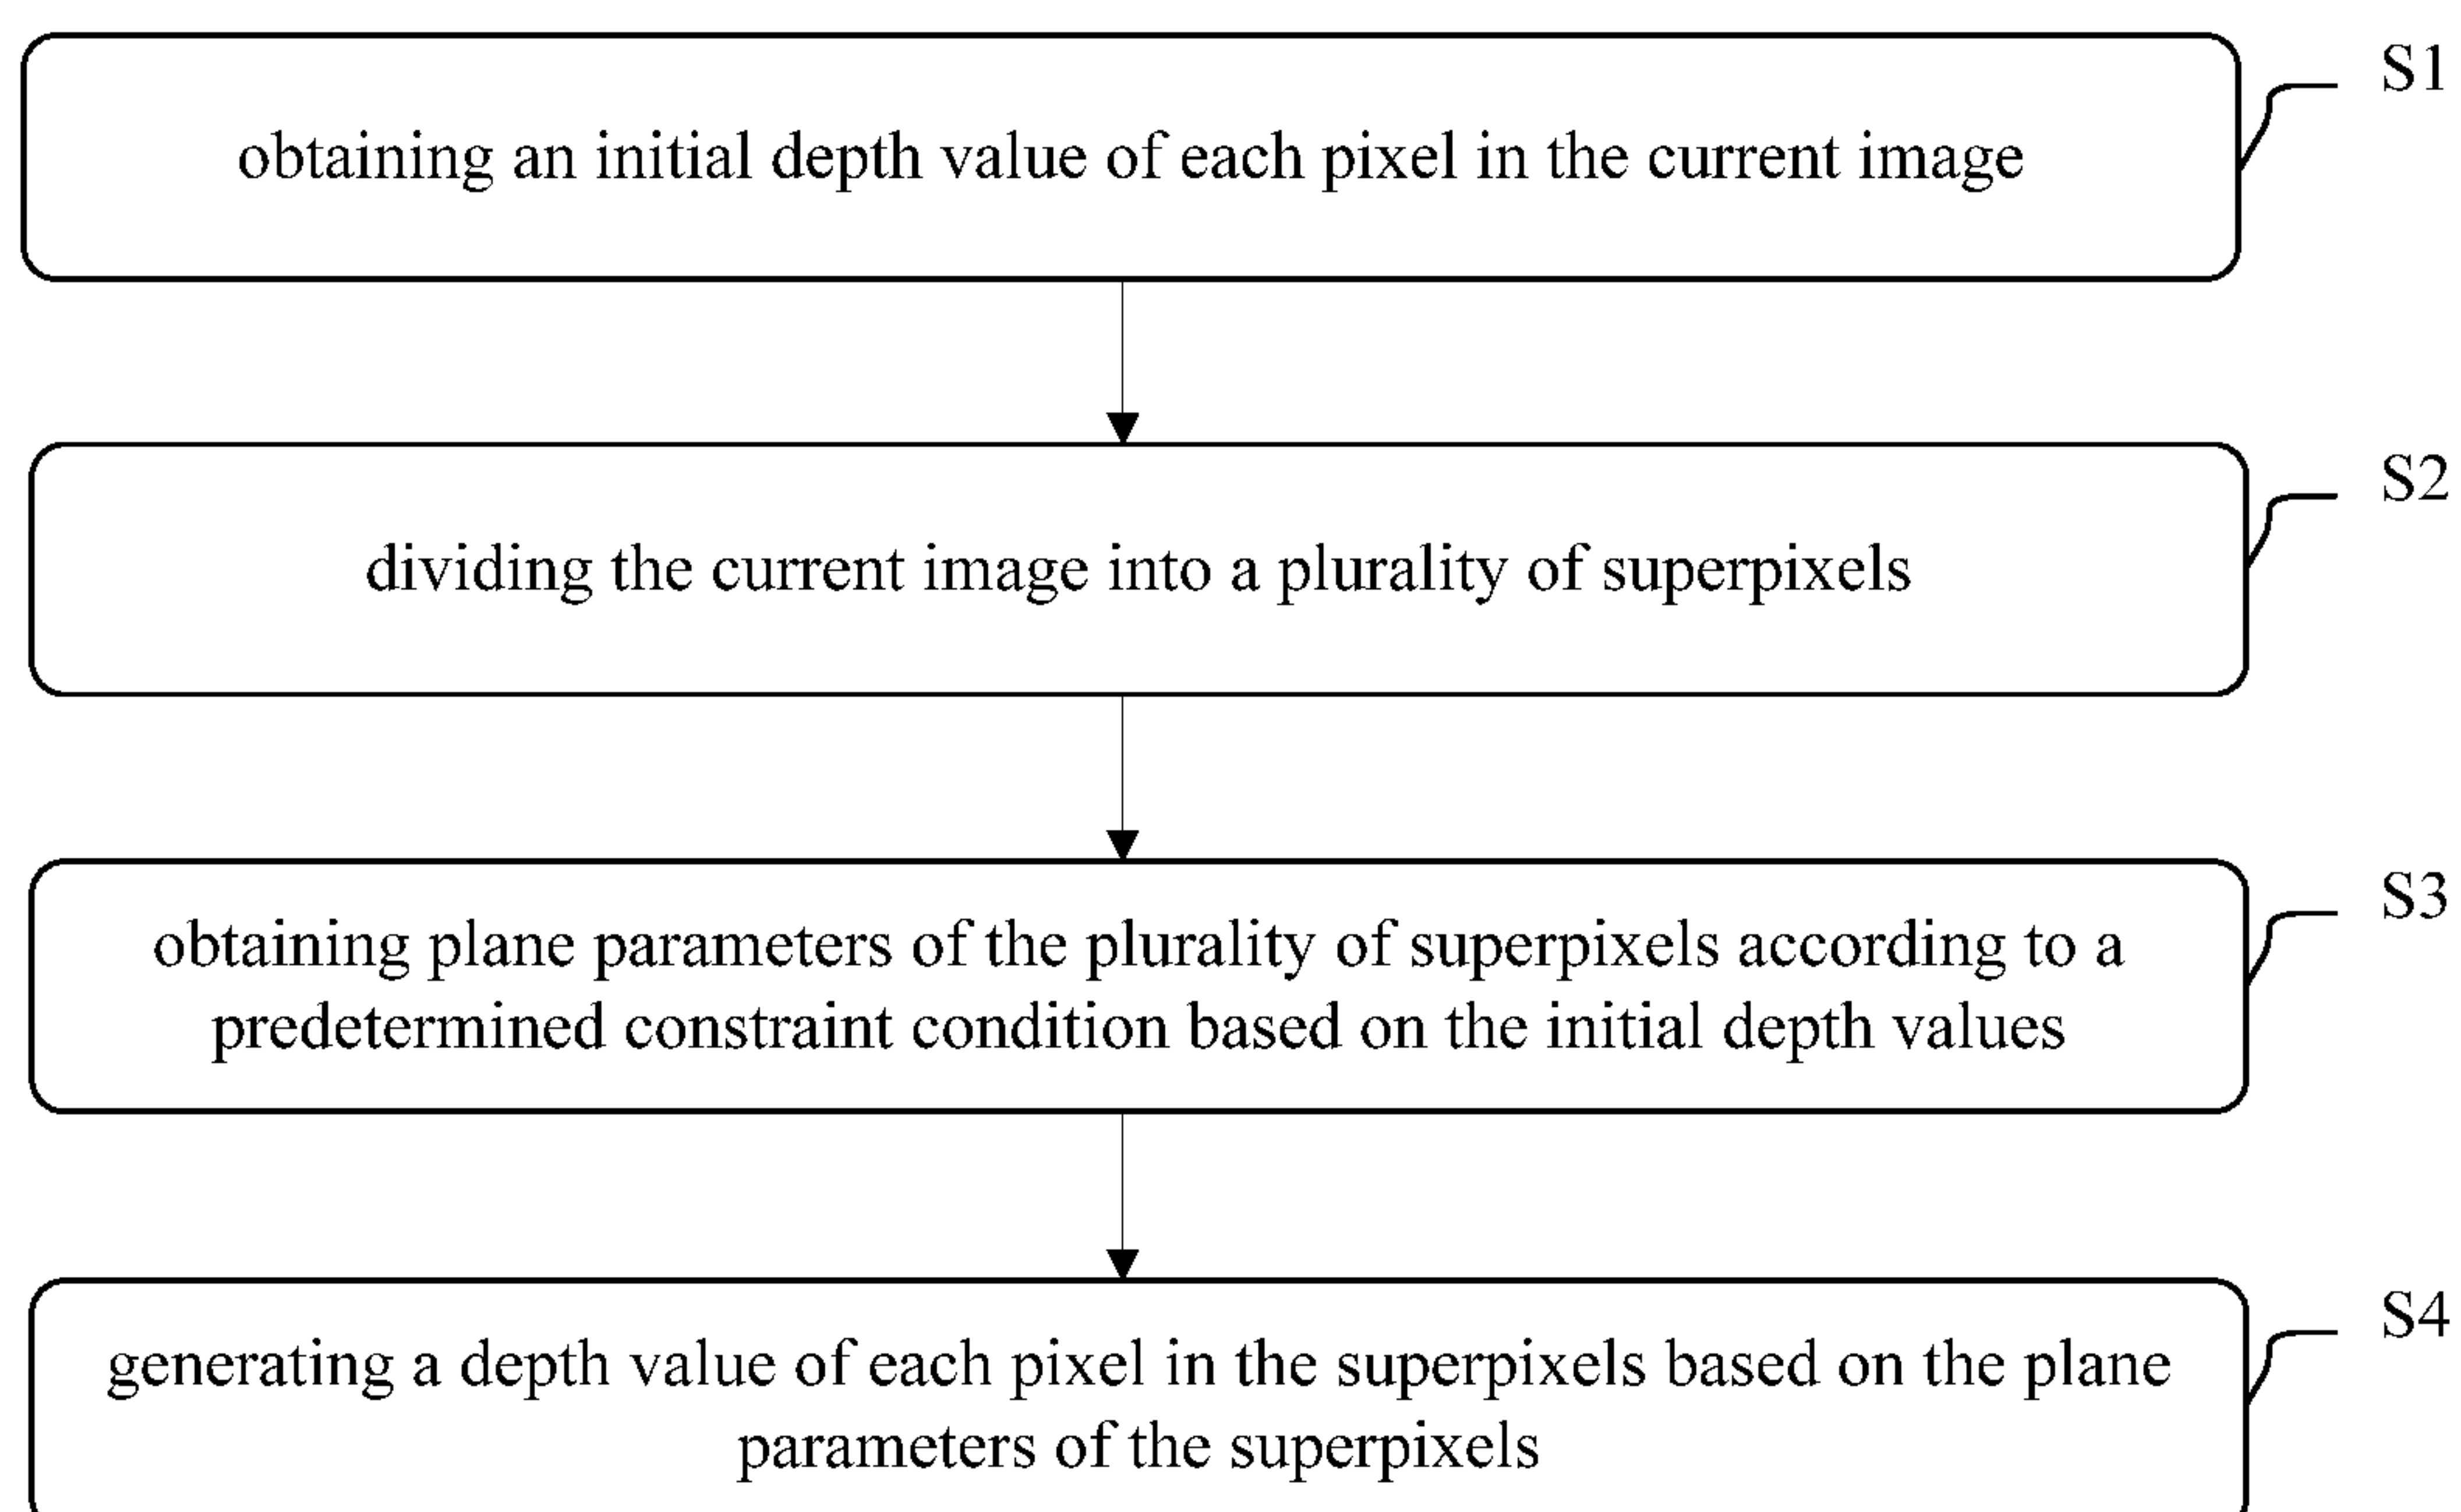 obtaining an initial depth value of each pixel in the current image
S1
dividing the current image into a plurality of superpixels
S2
obtaining plane parameters of the plurality of superpixels according to a
predetermined constraint condition based on the initial depth values
S3
generating a depth value of each pixel in the superpixels based on the plane
parameters of the superpixels
S4